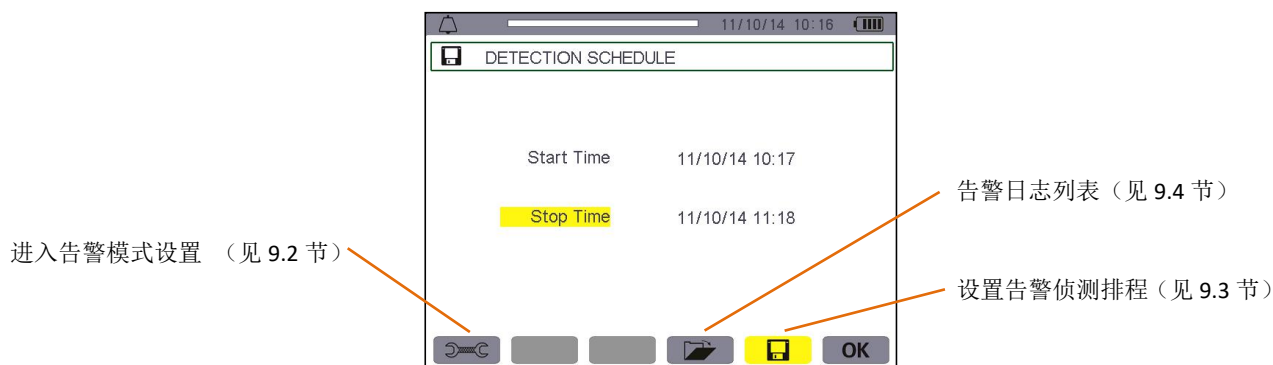 11/10/14 10:16
DETECTION SCHEDULE
Start Time 11/10/14 10:17
告警日志列表（见 9.4 节）
Stop Time 11/10/14 11:18
进入告警模式设置 （见 9.2 节）
设置告警侦测排程（见 9.3 节）
OK